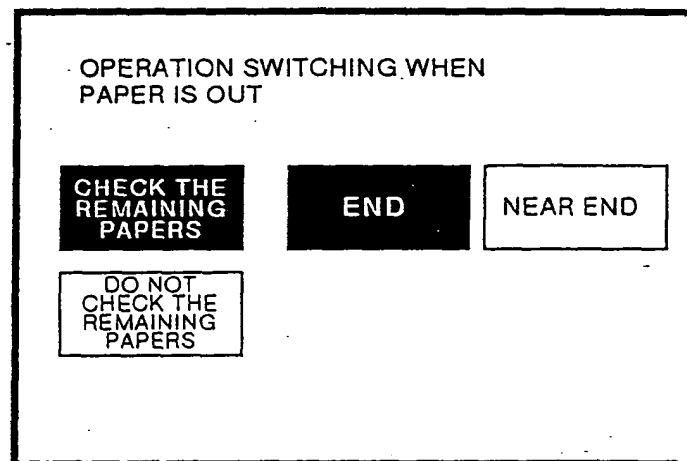 OPERATION SWITCHING WHEN
PAPER IS OUT
CHECK THE
REMAINING
PAPERS
END
NEAR END
DO NOT
CHECK THE
REMAINING
PAPERS